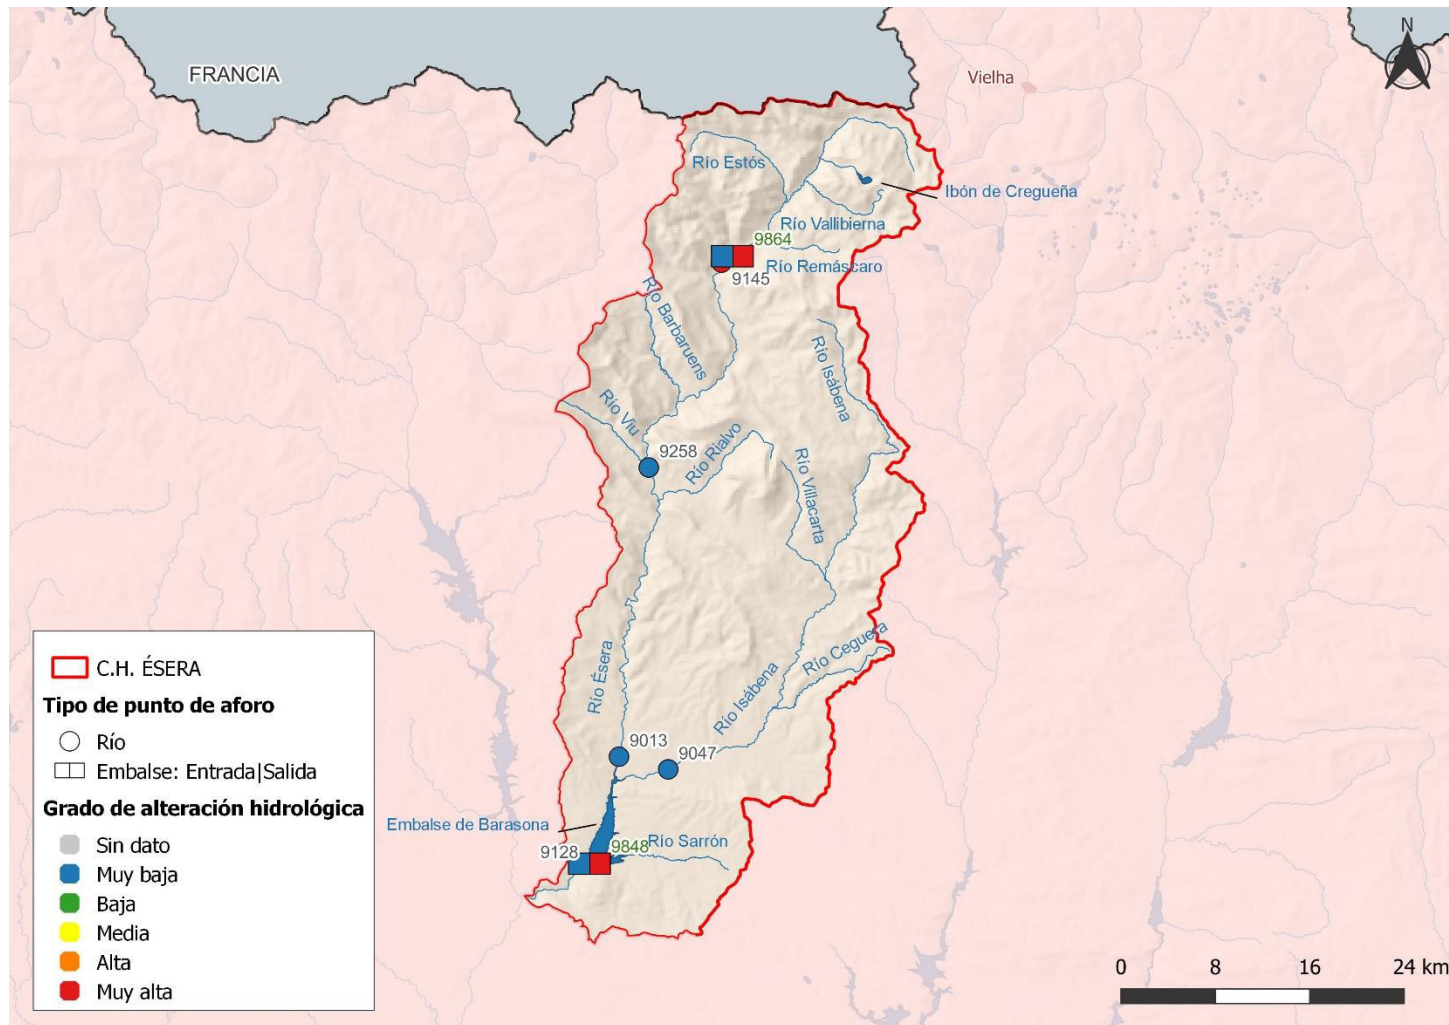 FRANCIA
Vielha
N
Río Estós
Ibón de Cregueña
Río Vallibierna
9864
Río Remáscaro
9145
Río Barbaruens
Río Isábena
Río Viu
9258
Río Rialvo
Río Villacarta
Río Ésera
Río Ceguera
Río Isábena
9013
9047
Embalse de Barasona
9128
9848
Río Sarrón
C.H. ÉSERA
Tipo de punto de aforo
Río
Embalse: Entrada|Salida
Grado de alteración hidrológica
Sin dato
Muy baja
Baja
Media
Alta
Muy alta
0 8 16 24 km